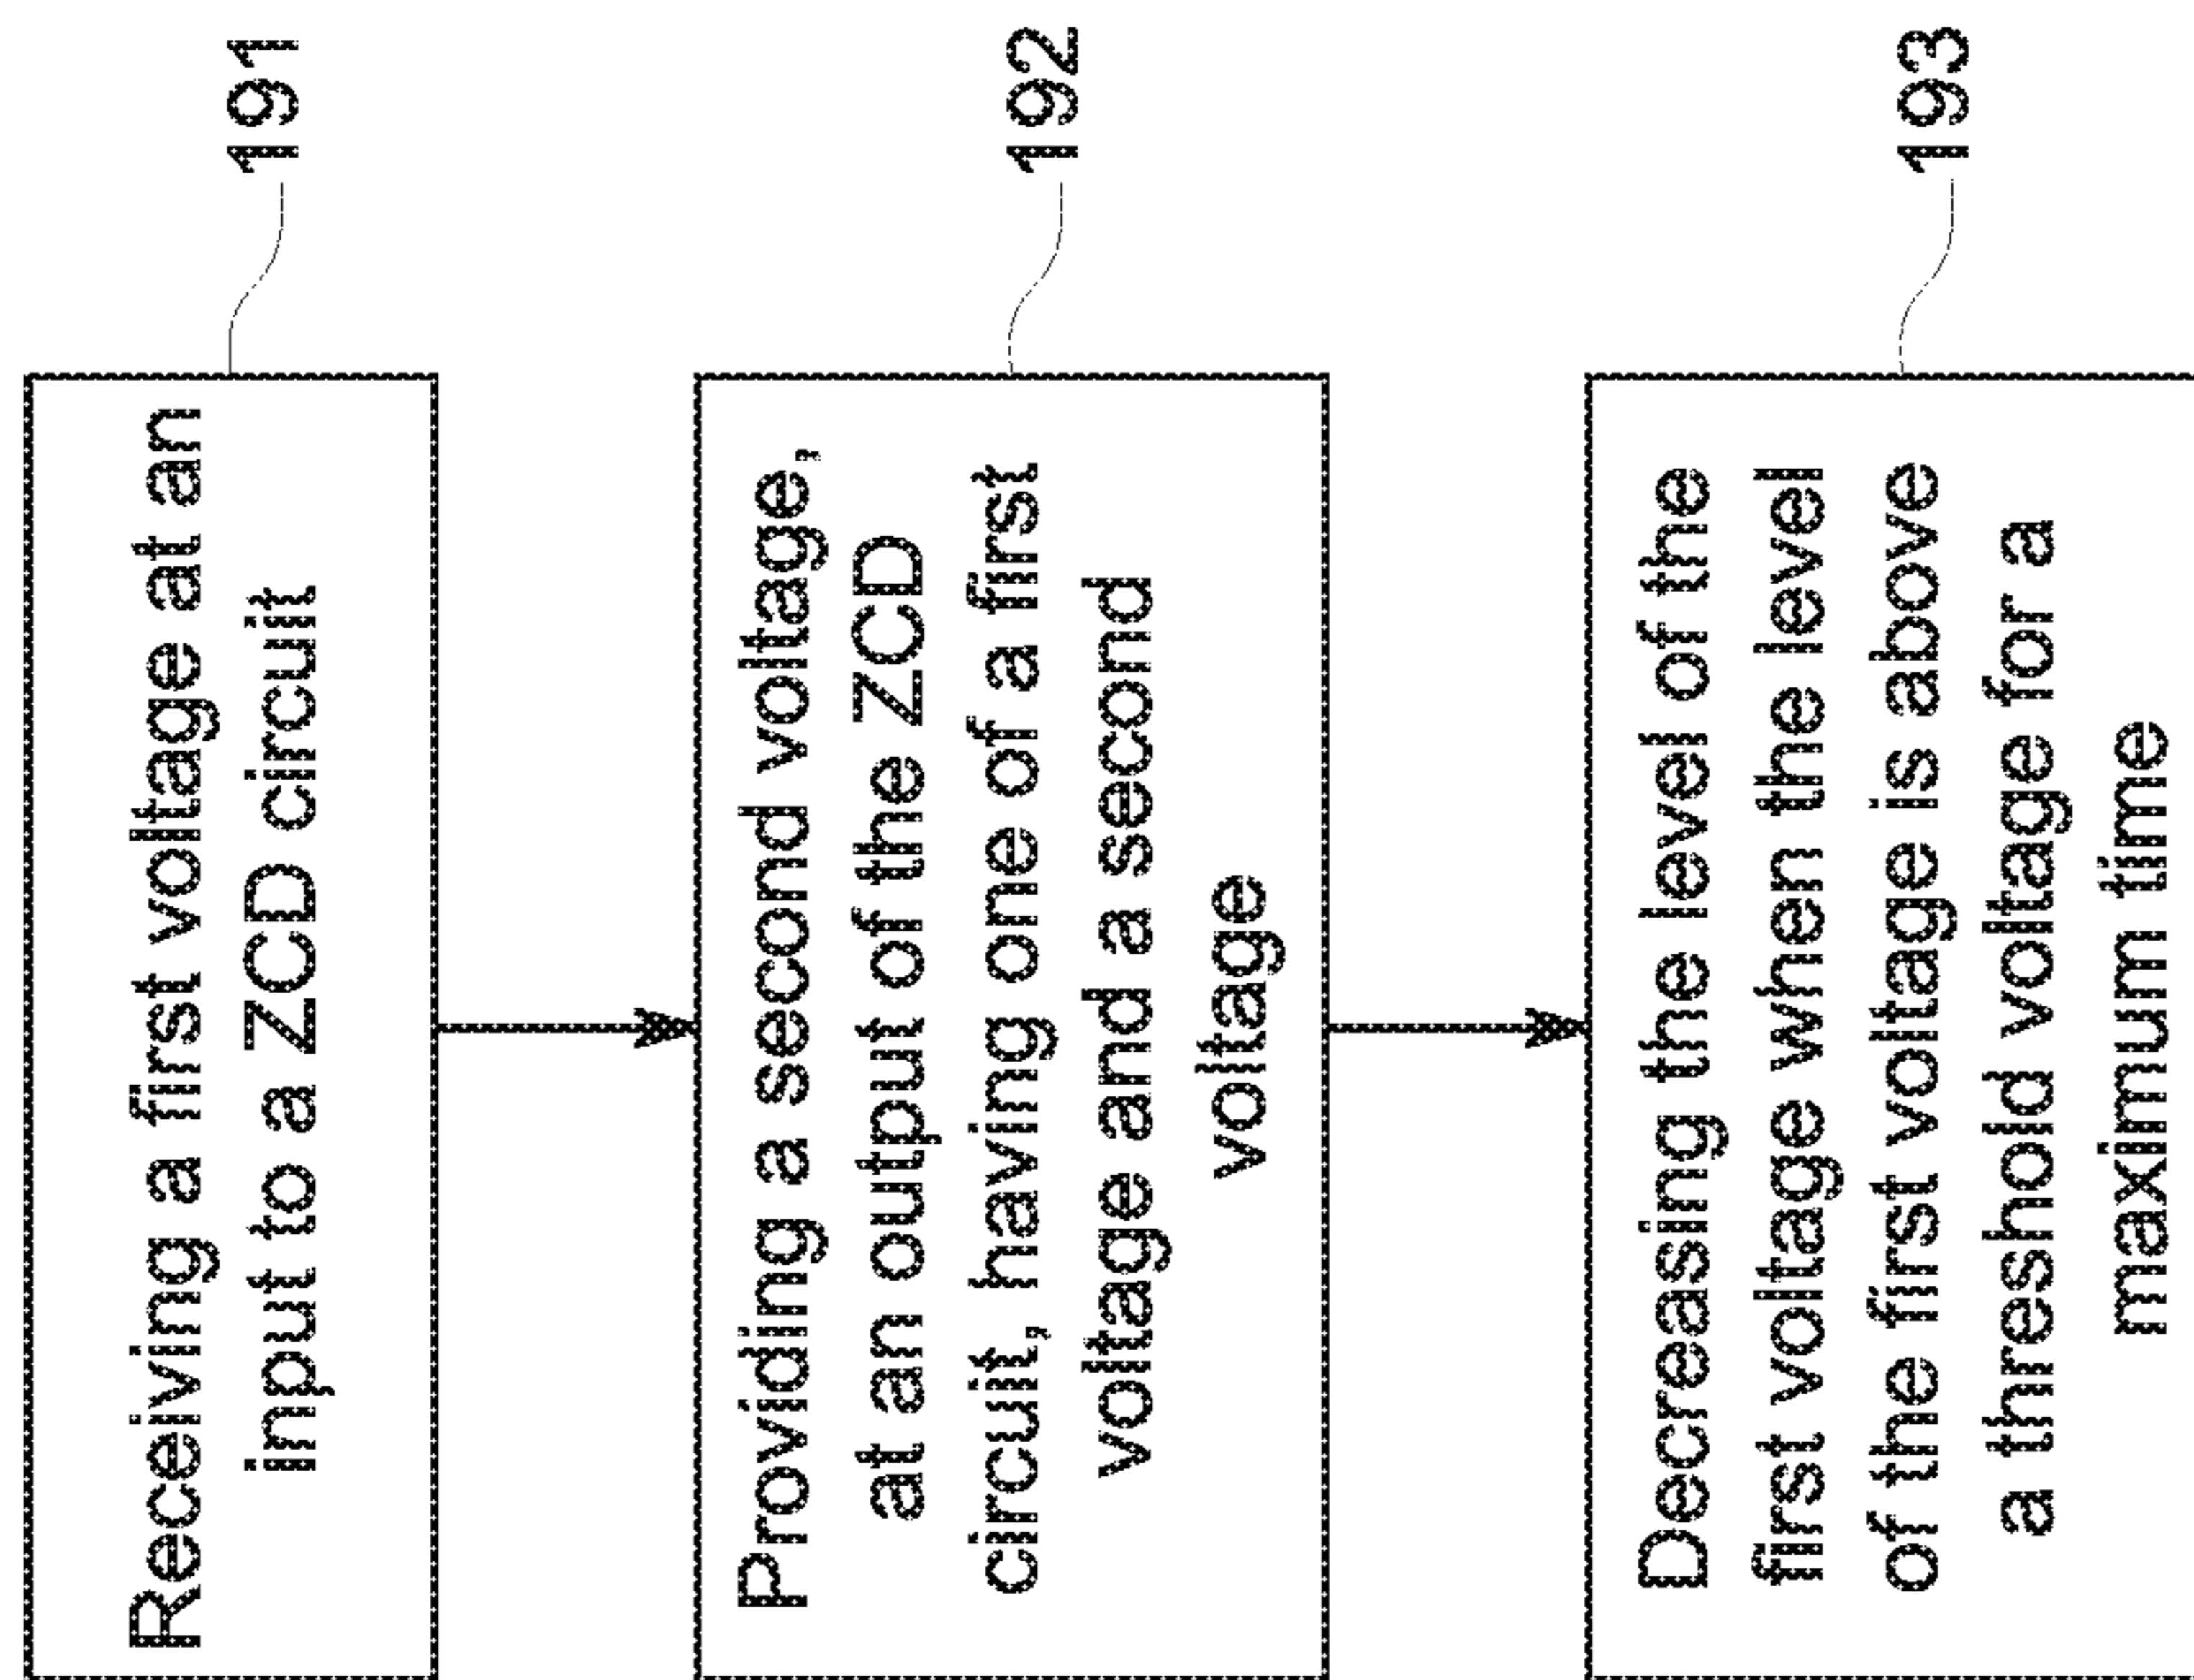 Receiving a first voltage at an
input to a ZCD circuit
191
Providing a second voltage,
at an output of the ZCD
circuit, having one of a first
voltage and a second
voltage
192
Decreasing the level of the
first voltage when the level
of the first voltage is above
a threshold voltage for a
maximum time
193